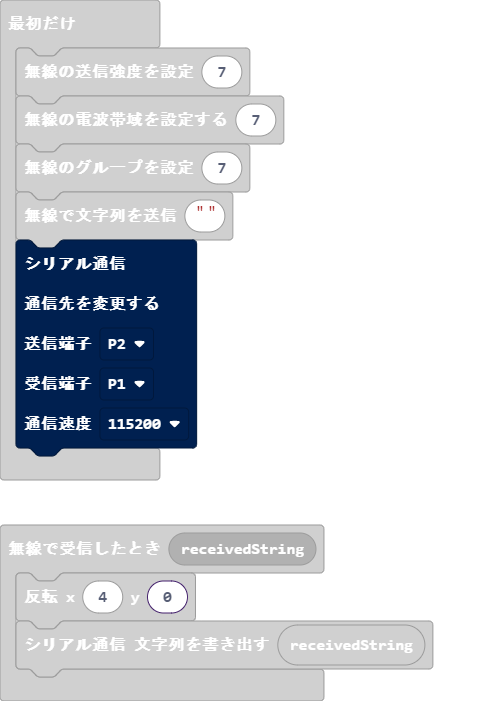 最初だけ
無線の送信強度を設定 7
無線の電波帯域を設定する 7
無線のグループを設定 7
無線で文字列を送信 " "
シリアル通信
通信先を変更する
送信端子 P2
受信端子 P1
通信速度 115200
無線で受信したとき receivedString
反転 x 4 y 0
シリアル通信 文字列を書き出す receivedString